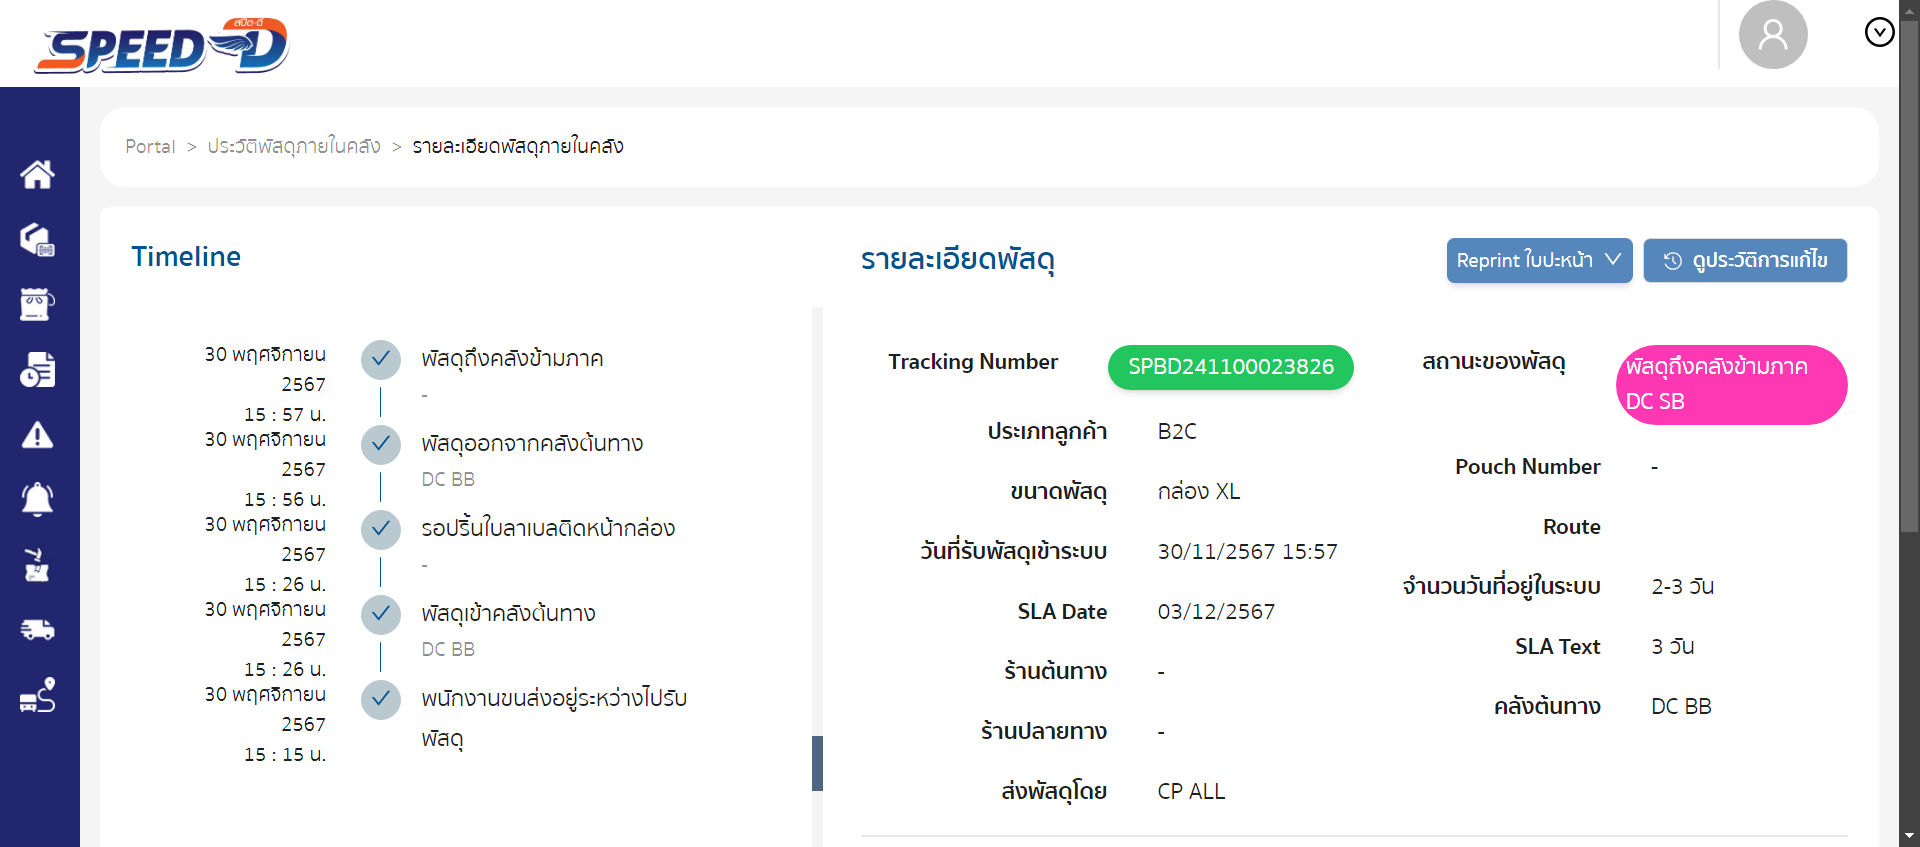 สปีด-ดี
SPEED-D
Portal > ประวัติพัสดุภายในคลัง > รายละเอียดพัสดุภายในคลัง
Timeline
30 พฤศจิกายน
2567
15 : 57 น.
พัสดุถึงคลังข้ามภาค
-
30 พฤศจิกายน
2567
15 : 56 น.
พัสดุออกจากคลังต้นทาง
DC BB
30 พฤศจิกายน
2567
15 : 26 น.
รอปริ้นใบลาเบลติดหน้ากล่อง
-
30 พฤศจิกายน
2567
15 : 26 น.
พัสดุเข้าคลังต้นทาง
DC BB
30 พฤศจิกายน
2567
15 : 15 น.
พนักงานขนส่งอยู่ระหว่างไปรับ
พัสดุ
รายละเอียดพัสดุ
Reprint ใบปะหน้า
ดูประวัติการแก้ไข
Tracking Number SPBD241100023826
ประเภทลูกค้า B2C
ขนาดพัสดุ กล่อง XL
วันที่รับพัสดุเข้าระบบ 30/11/2567 15:57
SLA Date 03/12/2567
ร้านต้นทาง -
ร้านปลายทาง -
ส่งพัสดุโดย CP ALL
สถานะของพัสดุ พัสดุถึงคลังข้ามภาค
DC SB
Pouch Number -
Route
จำนวนวันที่อยู่ในระบบ 2-3 วัน
SLA Text 3 วัน
คลังต้นทาง DC BB